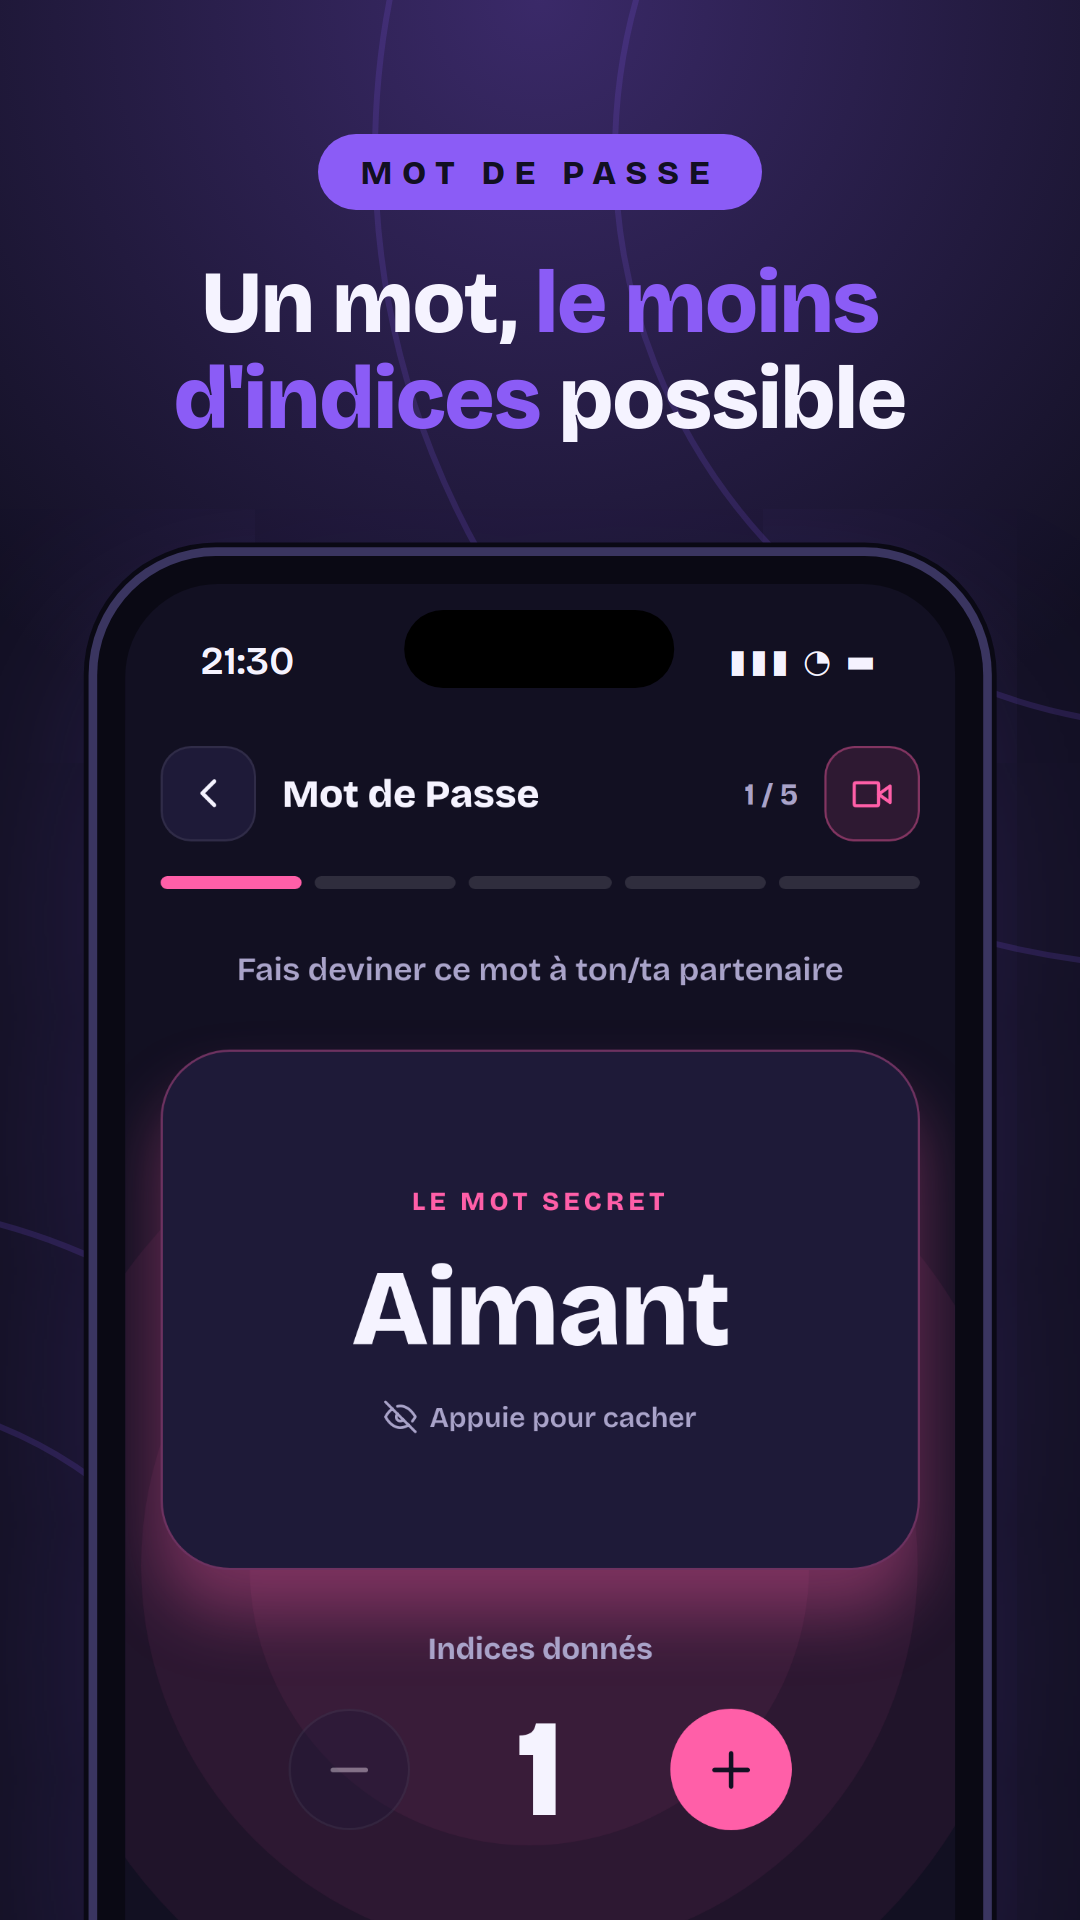 MOT DE PASSE
Un mot, le moins
d'indices possible
21:30
Mot de Passe
1 / 5
Fais deviner ce mot à ton/ta partenaire
LE MOT SECRET
Aimant
Appuie pour cacher
Indices donnés
1